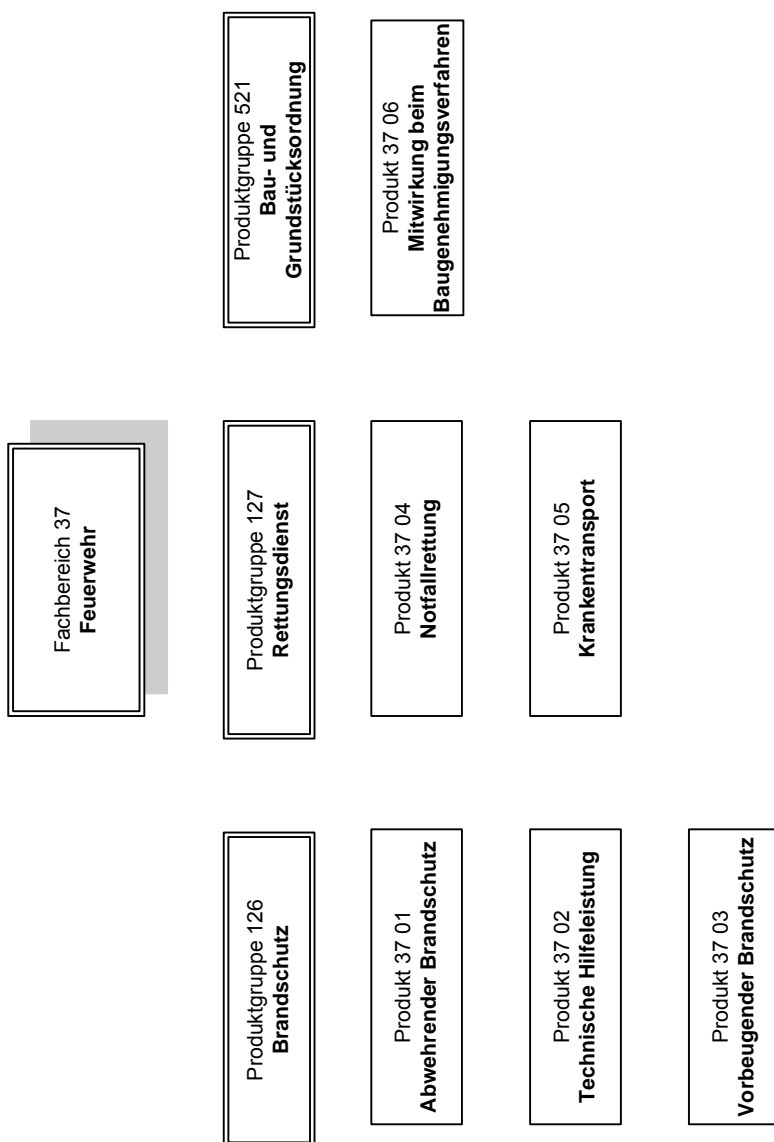 Fachbereich 37
Feuerwehr
Produktgruppe 126
Brandschutz
Produktgruppe 127
Rettungsdienst
Produktgruppe 521
Bau- und
Grundstücksordnung
Produkt 37 01
Abwehrender Brandschutz
Produkt 37 04
Notfallrettung
Produkt 37 06
Mitwirkung beim
Baugenehmigungsverfahren
Produkt 37 02
Technische Hilfeleistung
Produkt 37 05
Krankentransport
Produkt 37 03
Vorbeugender Brandschutz